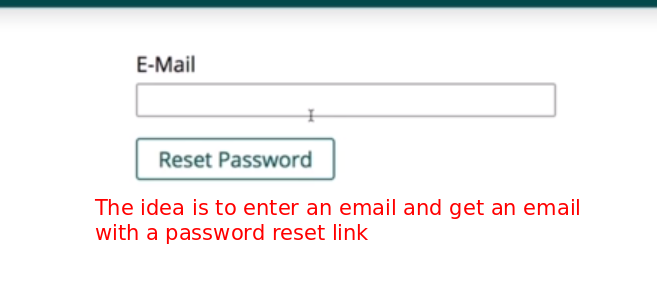 E-Mail
Reset Password
The idea is to enter an email and get an email
with a password reset link